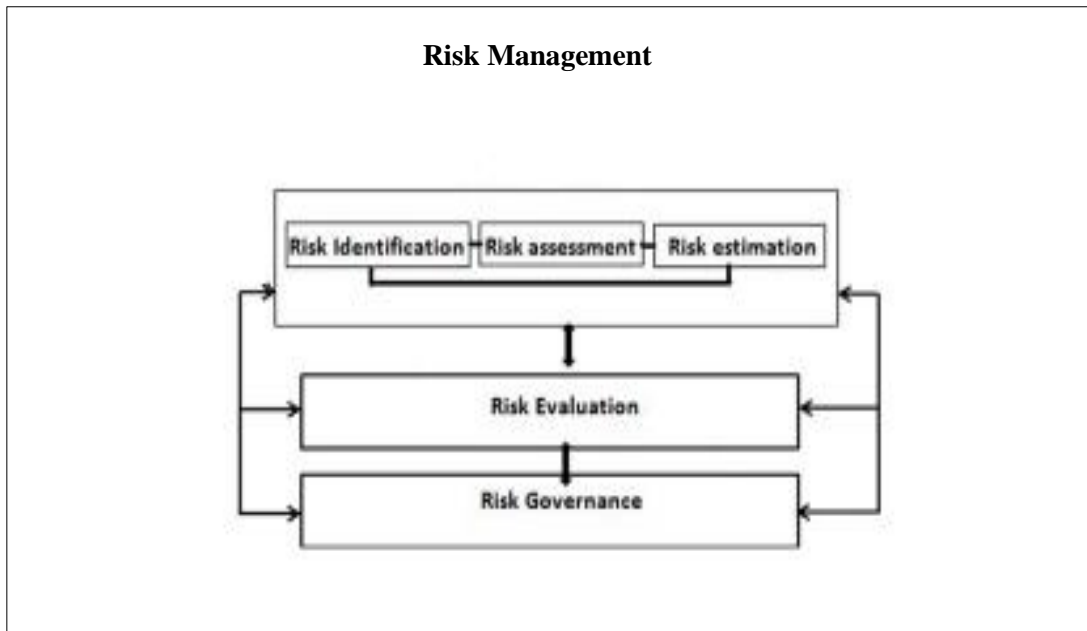 Risk Management
Risk Identification
Risk assessment
Risk estimation
Risk Evaluation
Risk Governance